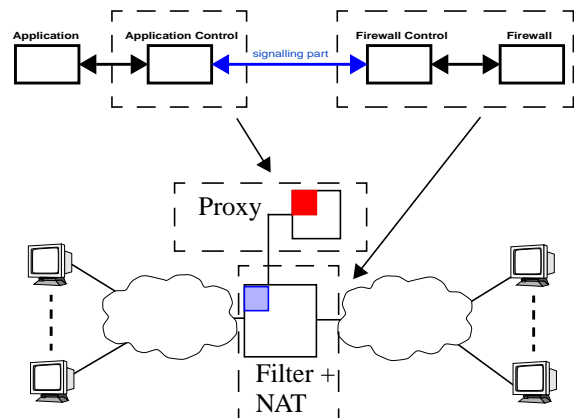 Application
Application Control
signalling part
Firewall Control
Firewall
Proxy
Filter +
NAT